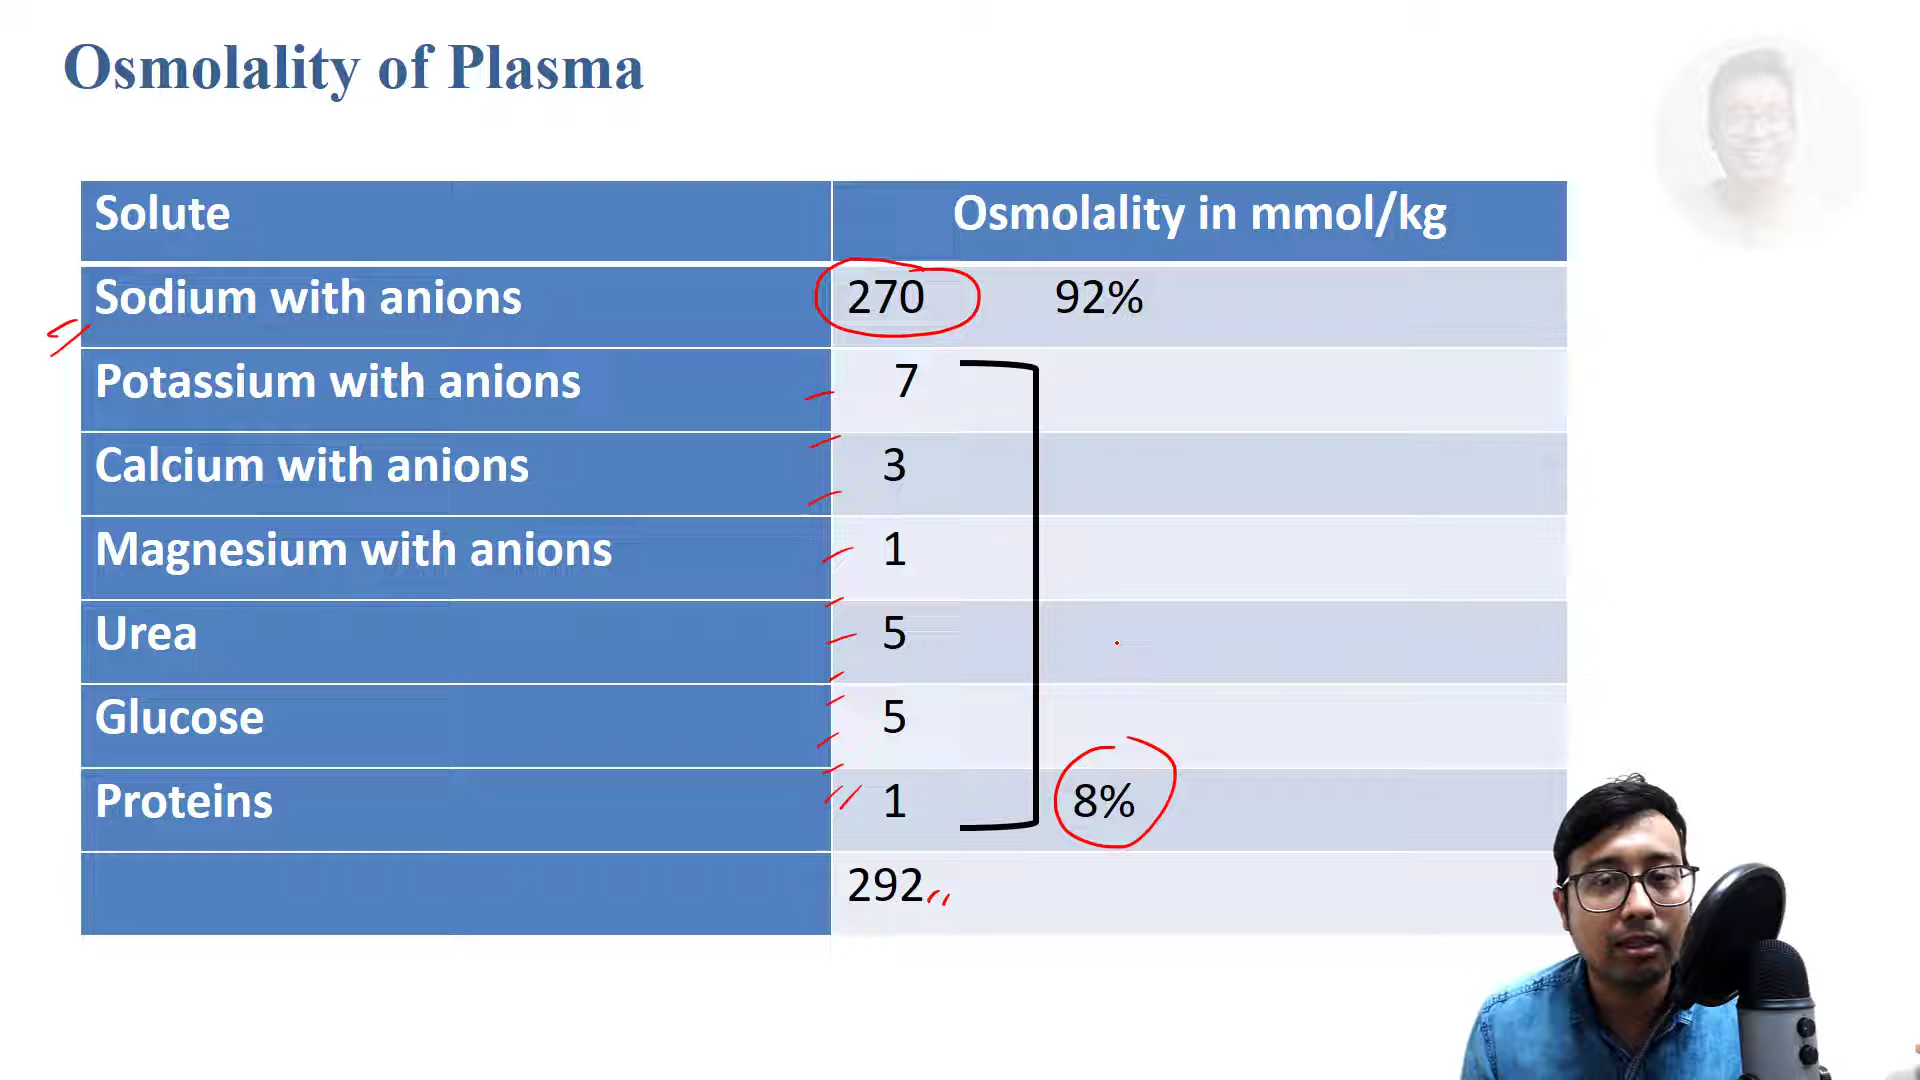 Osmolality of Plasma
Solute Osmolality in mmol/kg
Sodium with anions 270 92%
Potassium with anions 7
Calcium with anions 3
Magnesium with anions 1
Urea 5
Glucose 5
Proteins 1 8%
292